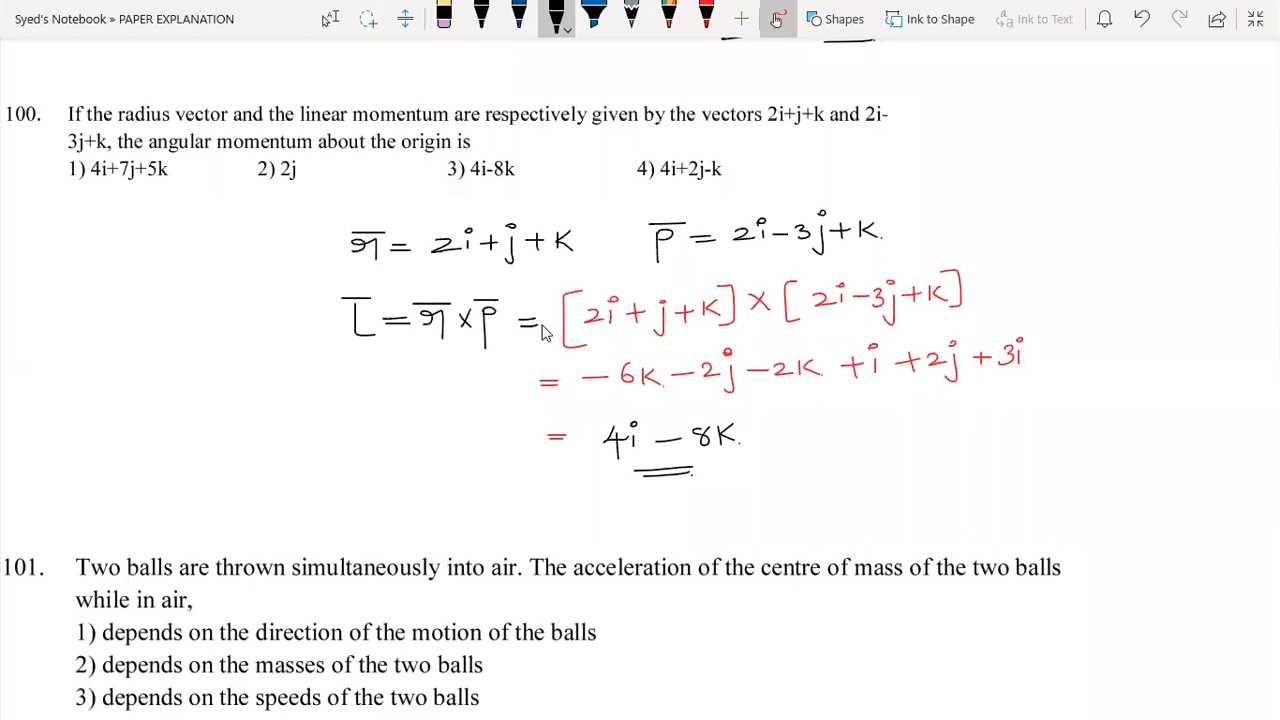 Syed's Notebook » PAPER EXPLANATION
Shapes Ink to Shape Ink to Text
100. If the radius vector and the linear momentum are respectively given by the vectors 2i+j+k and 2i-
3j+k, the angular momentum about the origin is
1) 4i+7j+5k 2) 2j 3) 4i-8k 4) 4i+2j-k
r̅ = 2i+j+K p̅ = 2i-3j+K.
L̅ = r̅ × p̅ = [2i+j+K] × [2i-3j+K]
= -6K.-2j-2K.+i+2j+3i
= 4i-8K.
101. Two balls are thrown simultaneously into air. The acceleration of the centre of mass of the two balls
while in air,
1) depends on the direction of the motion of the balls
2) depends on the masses of the two balls
3) depends on the speeds of the two balls